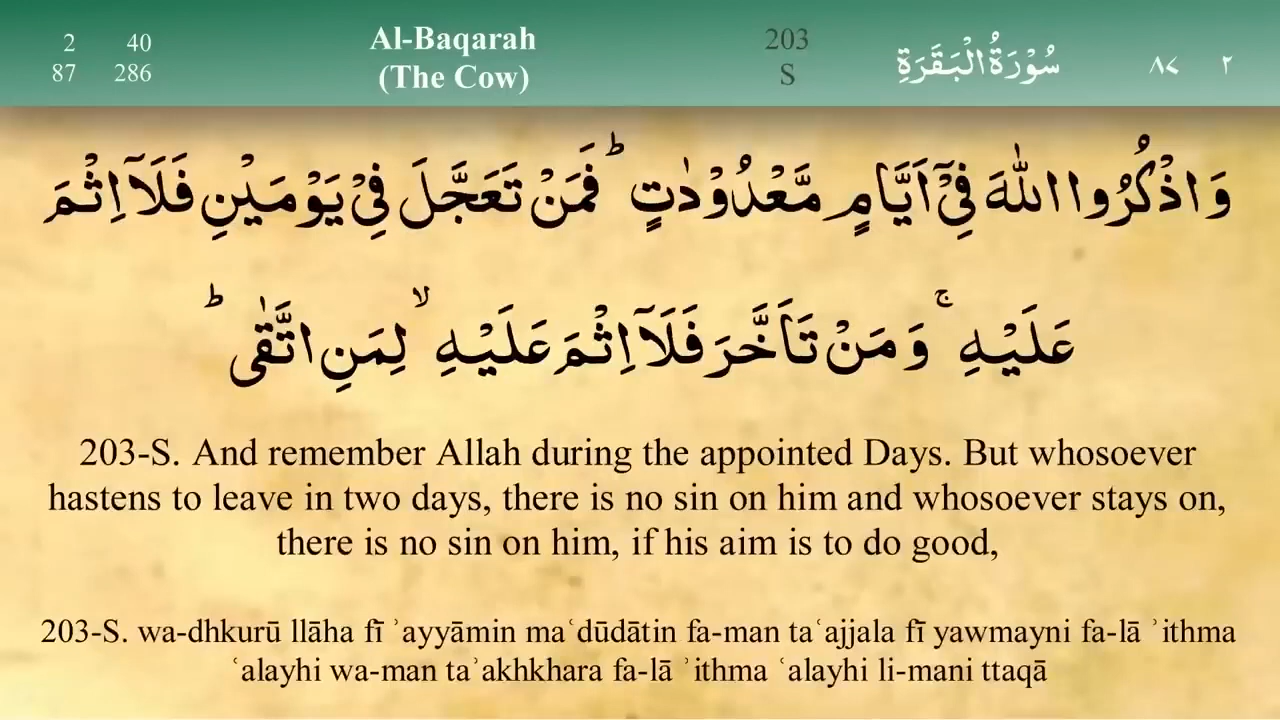 2 40
87 286
Al-Baqarah
(The Cow)
203
S
سُوْرَةُ الْبَقَرَةِ
٨٧ ٢
وَاذْكُرُوا اللّٰهَ فِيْٓ اَيَّامٍ مَّعْدُوْدٰتٍ ؕ فَمَنْ تَعَجَّلَ فِيْ يَوْمَيْنِ فَلَآ اِثْمَ
عَلَيْهِ ۚ وَمَنْ تَاَخَّرَ فَلَآ اِثْمَ عَلَيْهِ ۙ لِمَنِ اتَّقٰى ؕ
203-S. And remember Allah during the appointed Days. But whosoever
hastens to leave in two days, there is no sin on him and whosoever stays on,
there is no sin on him, if his aim is to do good,
203-S. wa-dhkurū llāha fī ʾayyāmin maʿdūdātin fa-man taʿajjala fī yawmayni fa-lā ʾithma
ʿalayhi wa-man taʾakhkhara fa-lā ʾithma ʿalayhi li-mani ttaqā